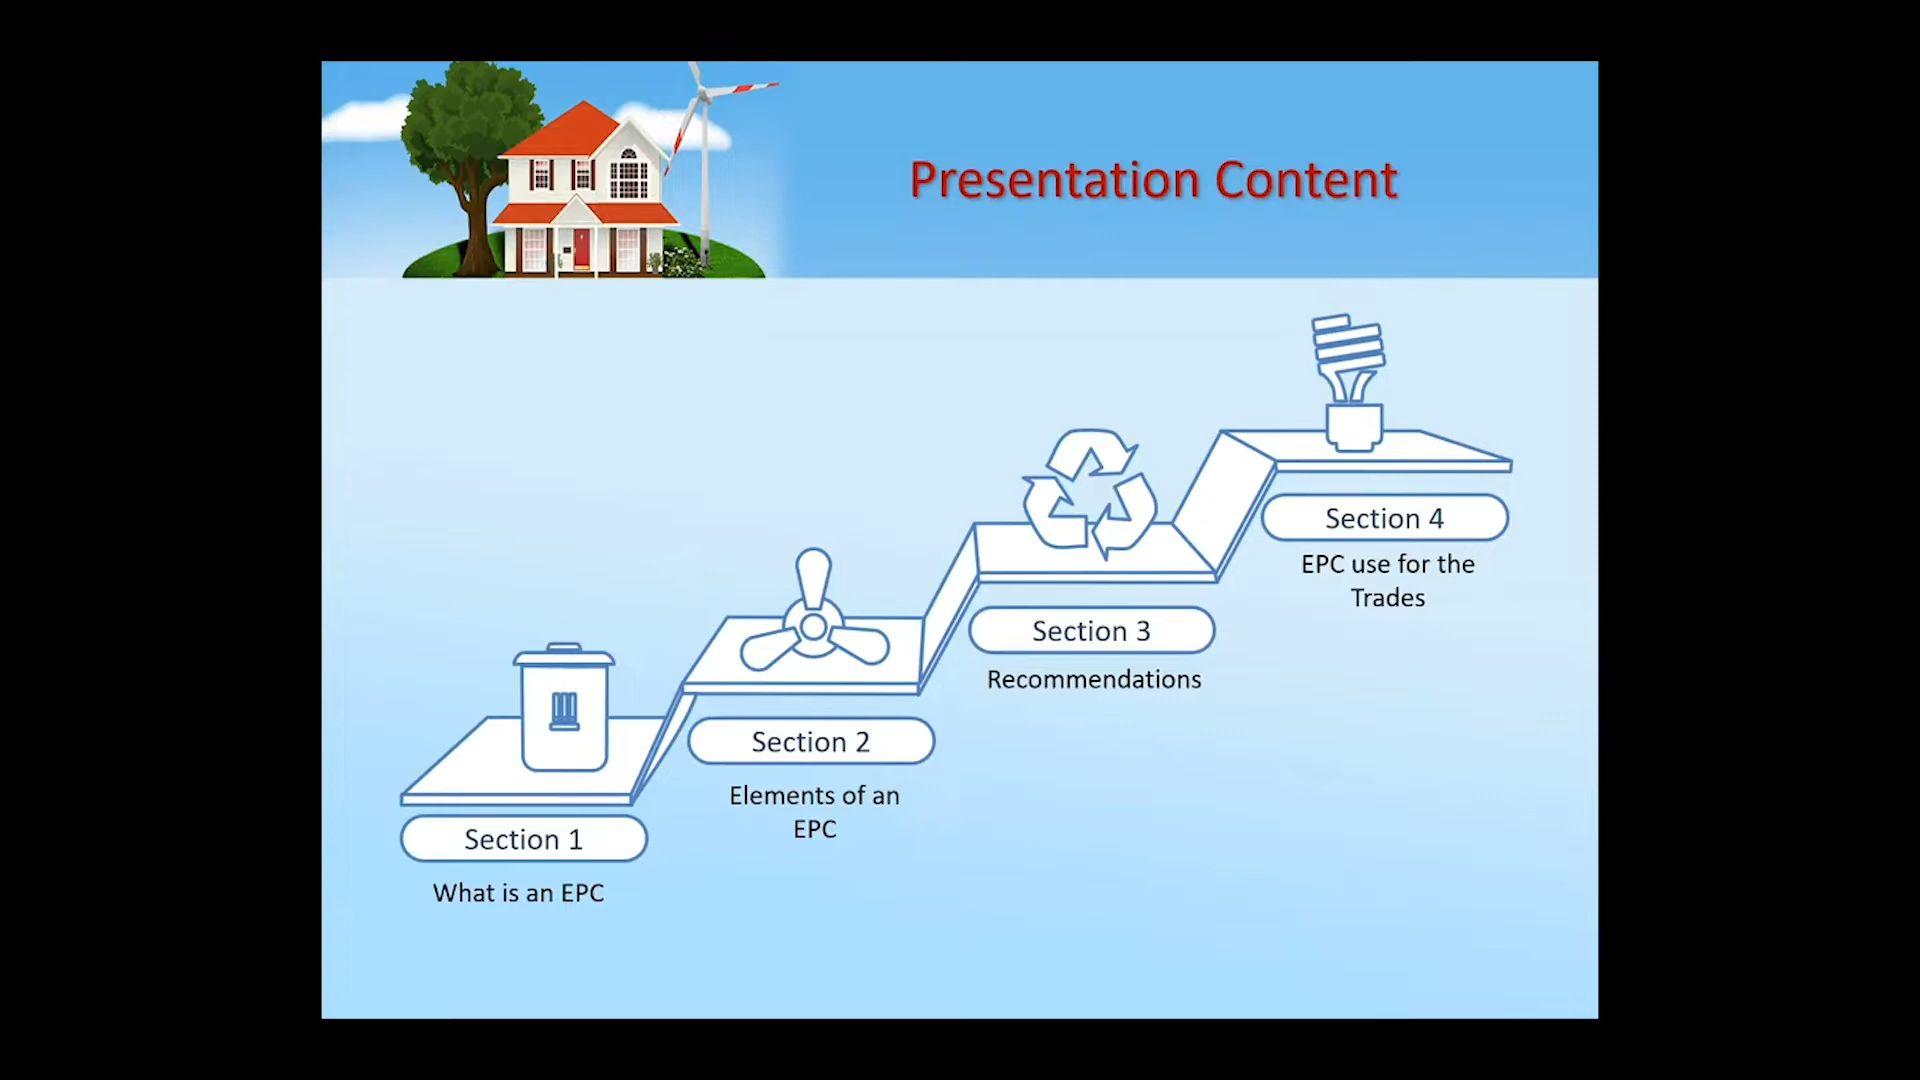 Presentation Content
Section 1
What is an EPC
Section 2
Elements of an
EPC
Section 3
Recommendations
Section 4
EPC use for the
Trades